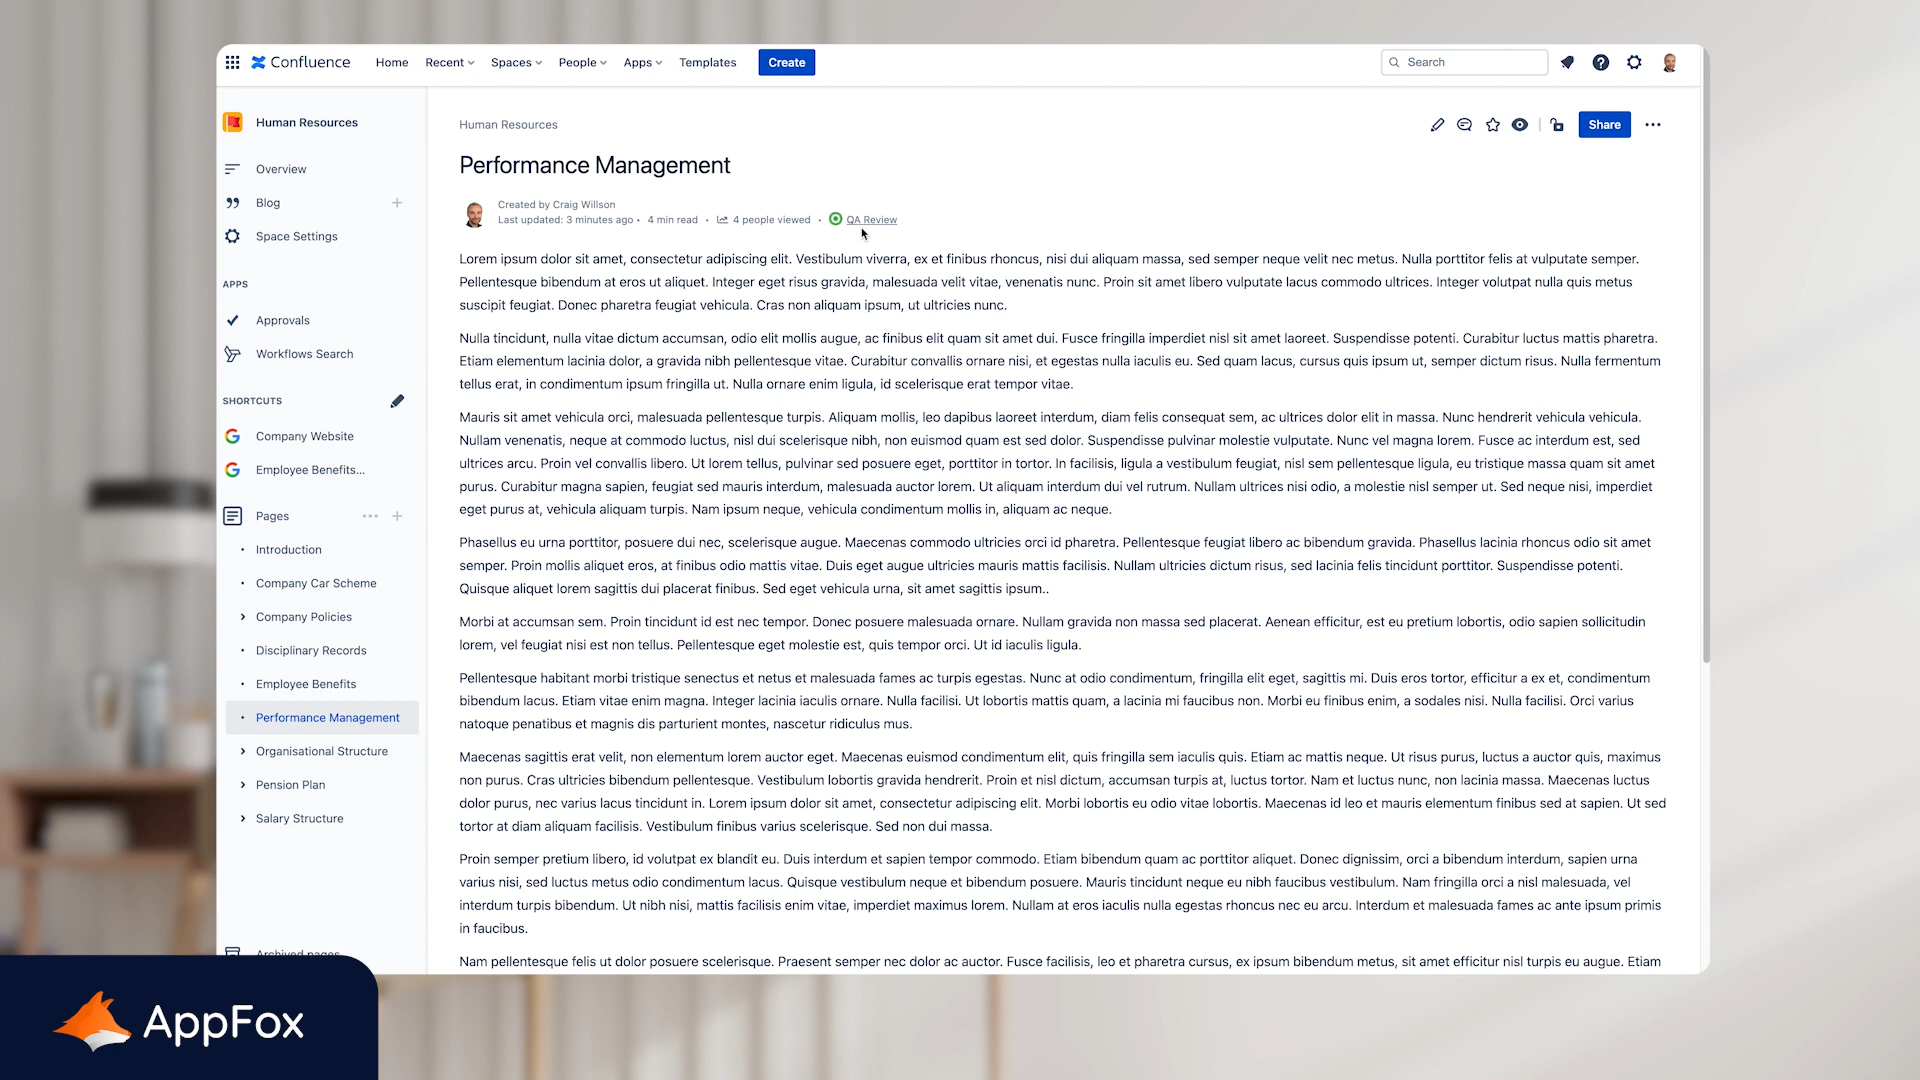 Confluence
Home
Recent
Spaces
People
Apps
Templates
Create
Search
Human Resources
Overview
Blog
Space Settings
APPS
Approvals
Workflows Search
SHORTCUTS
Company Website
Employee Benefits...
Pages
Introduction
Company Car Scheme
Company Policies
Disciplinary Records
Employee Benefits
Performance Management
Organisational Structure
Pension Plan
Salary Structure
Archived pages
Human Resources
Share
Performance Management
Created by Craig Willson
Last updated: 3 minutes ago • 4 min read • 4 people viewed • QA Review
Lorem ipsum dolor sit amet, consectetur adipiscing elit. Vestibulum viverra, ex et finibus rhoncus, nisi dui aliquam massa, sed semper neque velit nec metus. Nulla porttitor felis at vulputate semper.
Pellentesque bibendum at eros ut aliquet. Integer eget risus gravida, malesuada velit vitae, venenatis nunc. Proin sit amet libero vulputate lacus commodo ultrices. Integer volutpat nulla quis metus
suscipit feugiat. Donec pharetra feugiat vehicula. Cras non aliquam ipsum, ut ultricies nunc.
Nulla tincidunt, nulla vitae dictum accumsan, odio elit mollis augue, ac finibus elit quam sit amet dui. Fusce fringilla imperdiet nisl sit amet laoreet. Suspendisse potenti. Curabitur luctus mattis pharetra.
Etiam elementum lacinia dolor, a gravida nibh pellentesque vitae. Curabitur convallis ornare nisi, et egestas nulla iaculis eu. Sed quam lacus, cursus quis ipsum ut, semper dictum risus. Nulla fermentum
tellus erat, in condimentum ipsum fringilla ut. Nulla ornare enim ligula, id scelerisque erat tempor vitae.
Mauris sit amet vehicula orci, malesuada pellentesque turpis. Aliquam mollis, leo dapibus laoreet interdum, diam felis consequat sem, ac ultrices dolor elit in massa. Nunc hendrerit vehicula vehicula.
Nullam venenatis, neque at commodo luctus, nisl dui scelerisque nibh, non euismod quam est sed dolor. Suspendisse pulvinar molestie vulputate. Nunc vel magna lorem. Fusce ac interdum est, sed
ultrices arcu. Proin vel convallis libero. Ut lorem tellus, pulvinar sed posuere eget, porttitor in tortor. In facilisis, ligula a vestibulum feugiat, nisl sem pellentesque ligula, eu tristique massa quam sit amet
purus. Curabitur magna sapien, feugiat sed mauris interdum, malesuada auctor lorem. Ut aliquam interdum dui vel rutrum. Nullam ultrices nisi odio, a molestie nisl semper ut. Sed neque nisi, imperdiet
eget purus at, vehicula aliquam turpis. Nam ipsum neque, vehicula condimentum mollis in, aliquam ac neque.
Phasellus eu urna porttitor, posuere dui nec, scelerisque augue. Maecenas commodo ultricies orci id pharetra. Pellentesque feugiat libero ac bibendum gravida. Phasellus lacinia rhoncus odio sit amet
semper. Proin mollis aliquet eros, at finibus odio mattis vitae. Duis eget augue ultricies mauris mattis facilisis. Nullam ultricies dictum risus, sed lacinia felis tincidunt porttitor. Suspendisse potenti.
Quisque aliquet lorem sagittis dui placerat finibus. Sed eget vehicula urna, sit amet sagittis ipsum..
Morbi at accumsan sem. Proin tincidunt id est nec tempor. Donec posuere malesuada ornare. Nullam gravida non massa sed placerat. Aenean efficitur, est eu pretium lobortis, odio sapien sollicitudin
lorem, vel feugiat nisi est non tellus. Pellentesque eget molestie est, quis tempor orci. Ut id iaculis ligula.
Pellentesque habitant morbi tristique senectus et netus et malesuada fames ac turpis egestas. Nunc at odio condimentum, fringilla elit eget, sagittis mi. Duis eros tortor, efficitur a ex et, condimentum
bibendum lacus. Etiam vitae enim magna. Integer lacinia iaculis ornare. Nulla facilisi. Ut lobortis mattis quam, a lacinia mi faucibus non. Morbi eu finibus enim, a sodales nisi. Nulla facilisi. Orci varius
natoque penatibus et magnis dis parturient montes, nascetur ridiculus mus.
Maecenas sagittis erat velit, non elementum lorem auctor eget. Maecenas euismod condimentum elit, quis fringilla sem iaculis quis. Etiam ac mattis neque. Ut risus purus, luctus a auctor quis, maximus
non purus. Cras ultricies bibendum pellentesque. Vestibulum lobortis gravida hendrerit. Proin et nisl dictum, accumsan turpis at, luctus tortor. Nam et luctus nunc, non lacinia massa. Maecenas luctus
dolor purus, nec varius lacus tincidunt in. Lorem ipsum dolor sit amet, consectetur adipiscing elit. Morbi lobortis eu odio vitae lobortis. Maecenas id leo et mauris elementum finibus sed at sapien. Ut sed
tortor at diam aliquam facilisis. Vestibulum finibus varius scelerisque. Sed non dui massa.
Proin semper pretium libero, id volutpat ex blandit eu. Duis interdum et sapien tempor commodo. Etiam bibendum quam ac porttitor aliquet. Donec dignissim, orci a bibendum interdum, sapien urna
varius nisi, sed luctus metus odio condimentum lacus. Quisque vestibulum neque et bibendum posuere. Mauris tincidunt neque eu nibh faucibus vestibulum. Nam fringilla orci a nisl malesuada, vel
interdum turpis bibendum. Ut nibh nisi, mattis facilisis enim vitae, imperdiet maximus lorem. Nullam at eros iaculis nulla egestas rhoncus nec eu arcu. Interdum et malesuada fames ac ante ipsum primis
in faucibus.
Nam pellentesque felis ut dolor posuere scelerisque. Praesent semper nec dolor ac auctor. Fusce facilisis, leo et pharetra cursus, ex ipsum bibendum metus, sit amet efficitur nisl turpis eu augue. Etiam
AppFox